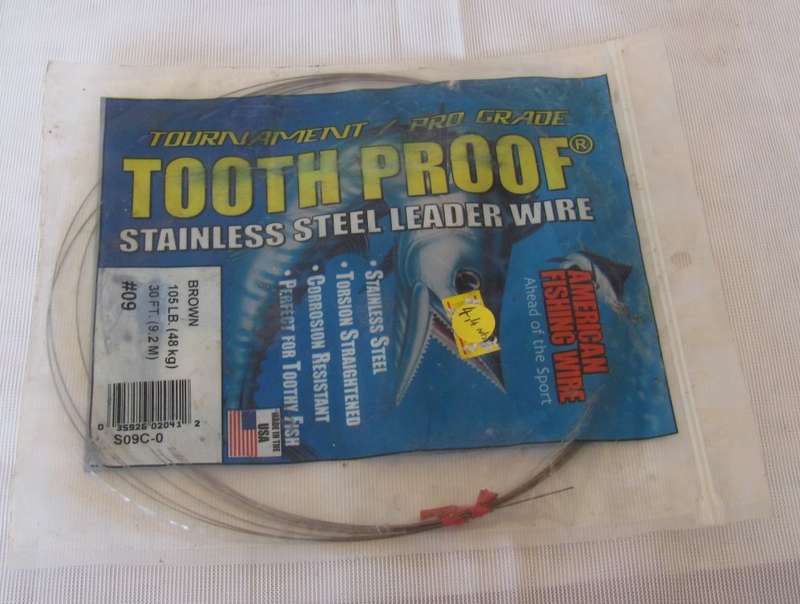 TOURNAMENT / PRO GRADE
TOOTH PROOF®
STAINLESS STEEL LEADER WIRE
• STAINLESS STEEL
• TORSION STRAIGHTENED
• CORROSION RESISTANT
• PERFECT FOR TOOTHY FISH
AMERICAN
FISHING WIRE
Ahead of the Sport
BROWN
105 LB. (48 kg)
30 FT. (9.2 M)
#09
0 35926 02041 2
S09C-0
MADE IN THE
USA